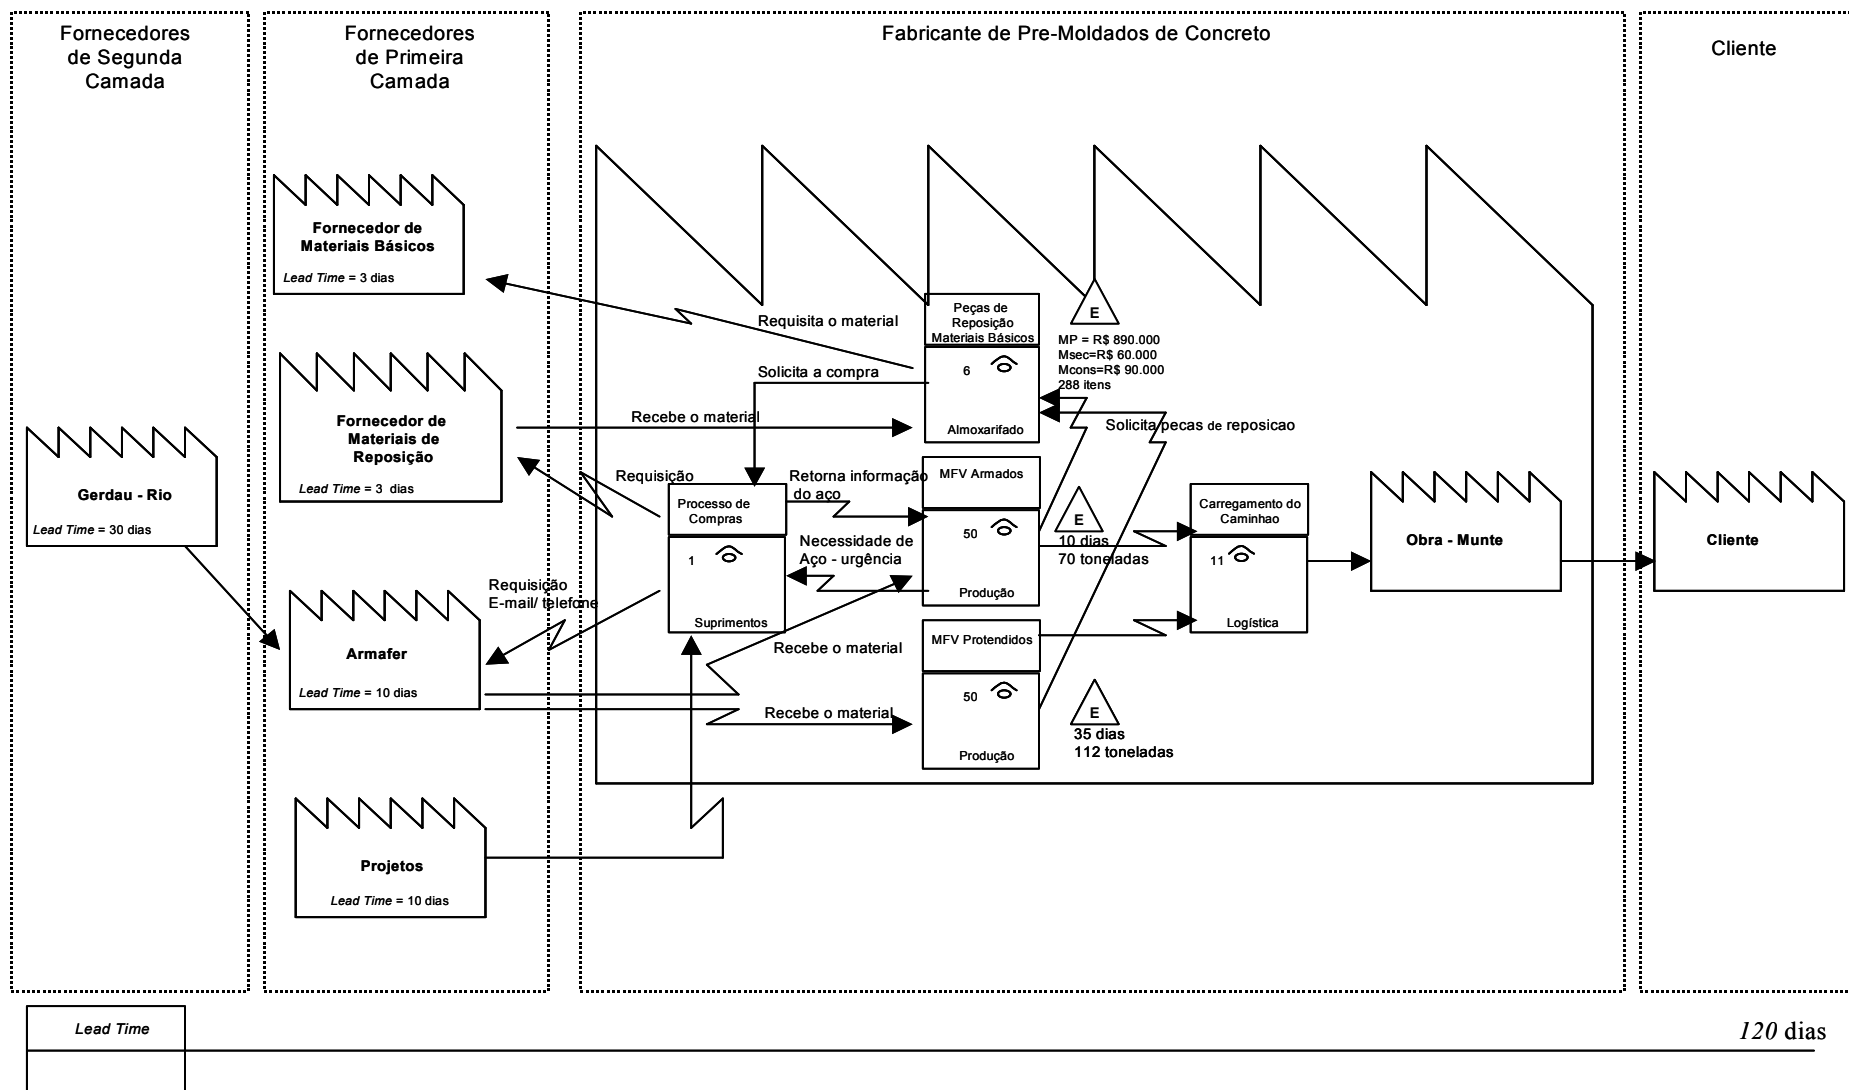 Fornecedores
de Segunda
Camada
Fornecedores
de Primeira
Camada
Fabricante de Pre-Moldados de Concreto
Cliente
Fornecedor de
Materiais Básicos
Lead Time = 3 dias
Fornecedor de
Materiais de
Reposição
Lead Time = 3 dias
Gerdau - Rio
Lead Time = 30 dias
Armafer
Lead Time = 10 dias
Projetos
Lead Time = 10 dias
Requisita o material
Solicita a compra
Recebe o material
Requisição
Retorna informação
do aço
Necessidade de
Aço - urgência
Requisição
E-mail/ telefone
Recebe o material
Recebe o material
Processo de
Compras
1
Suprimentos
Peças de
Reposição
Materiais Básicos
6
Almoxarifado
E
MP = R$ 890.000
Msec=R$ 60.000
Mcons=R$ 90.000
288 itens
Solicita pecas de reposicao
MFV Armados
50
Produção
E
10 dias
70 toneladas
MFV Protendidos
50
Produção
E
35 dias
112 toneladas
Carregamento do
Caminhao
11
Logística
Obra - Munte
Cliente
Lead Time
120 dias